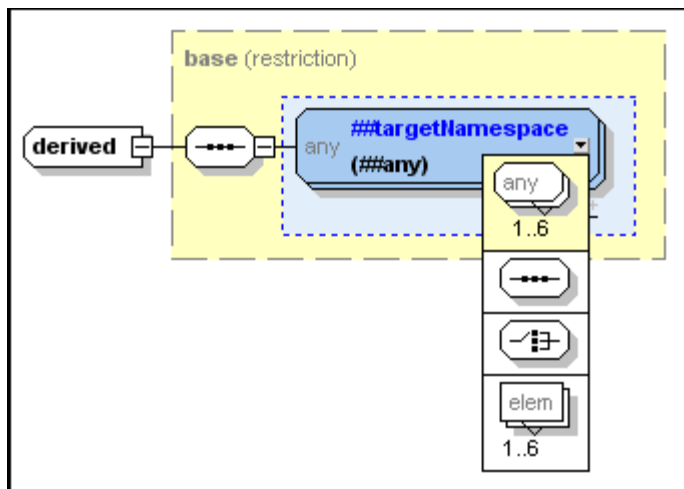 base (restriction)
derived
any
##targetNamespace
(##any)
any
1..6
elem
1..6